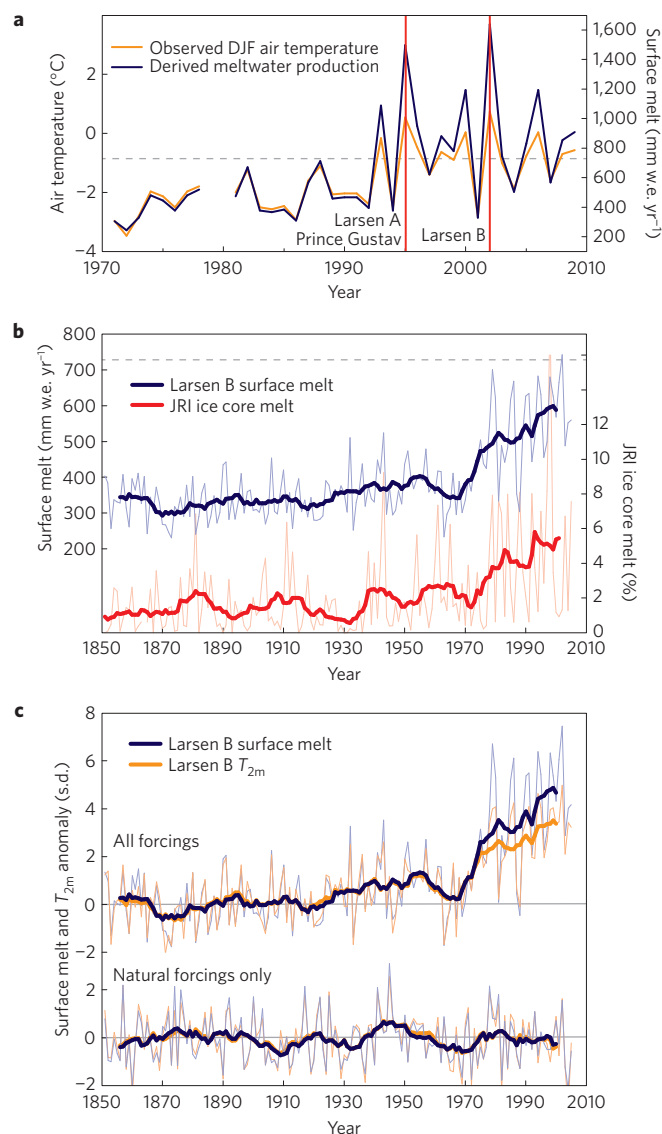 a
Observed DJF air temperature
Derived meltwater production
Air temperature (°C)
2
0
−2
−4
1,600
1,400
1,200
1,000
800
600
400
200
Surface melt
(mm w.e. yr⁻¹)
Larsen A
Prince Gustav
Larsen B
1970 1980 1990 2000 2010
Year
b
Surface melt (mm w.e. yr⁻¹)
800
700
600
500
400
300
200
Larsen B surface melt
JRI ice core melt
12
10
8
6
4
2
0
JRI ice core melt (%)
1850 1870 1890 1910 1930 1950 1970 1990 2010
Year
c
Surface melt and T2m anomaly (s.d.)
8
6
4
2
0
−2
2
0
−2
Larsen B surface melt
Larsen B T2m
All forcings
Natural forcings only
1850 1870 1890 1910 1930 1950 1970 1990 2010
Year